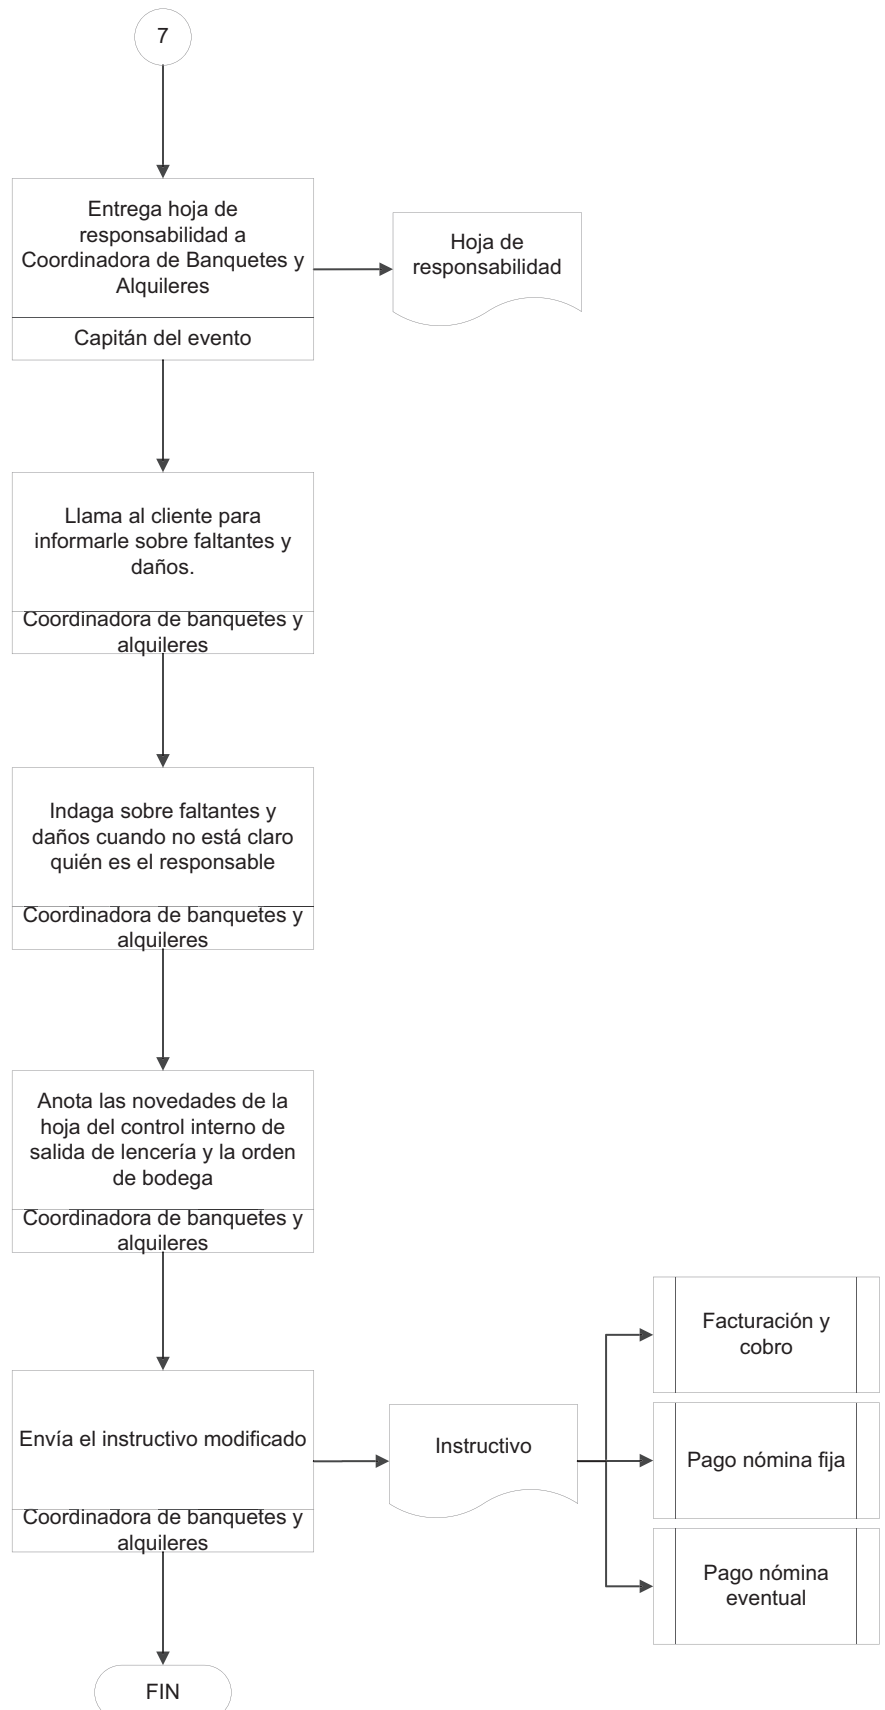 7
Entrega hoja de
responsabilidad a
Coordinadora de Banquetes y
Alquileres
Capitán del evento
Hoja de
responsabilidad
Llama al cliente para
informarle sobre faltantes y
daños.
Coordinadora de banquetes y
alquileres
Indaga sobre faltantes y
daños cuando no está claro
quién es el responsable
Coordinadora de banquetes y
alquileres
Anota las novedades de la
hoja del control interno de
salida de lencería y la orden
de bodega
Coordinadora de banquetes y
alquileres
Envía el instructivo modificado
Coordinadora de banquetes y
alquileres
Instructivo
Facturación y
cobro
Pago nómina fija
Pago nómina
eventual
FIN